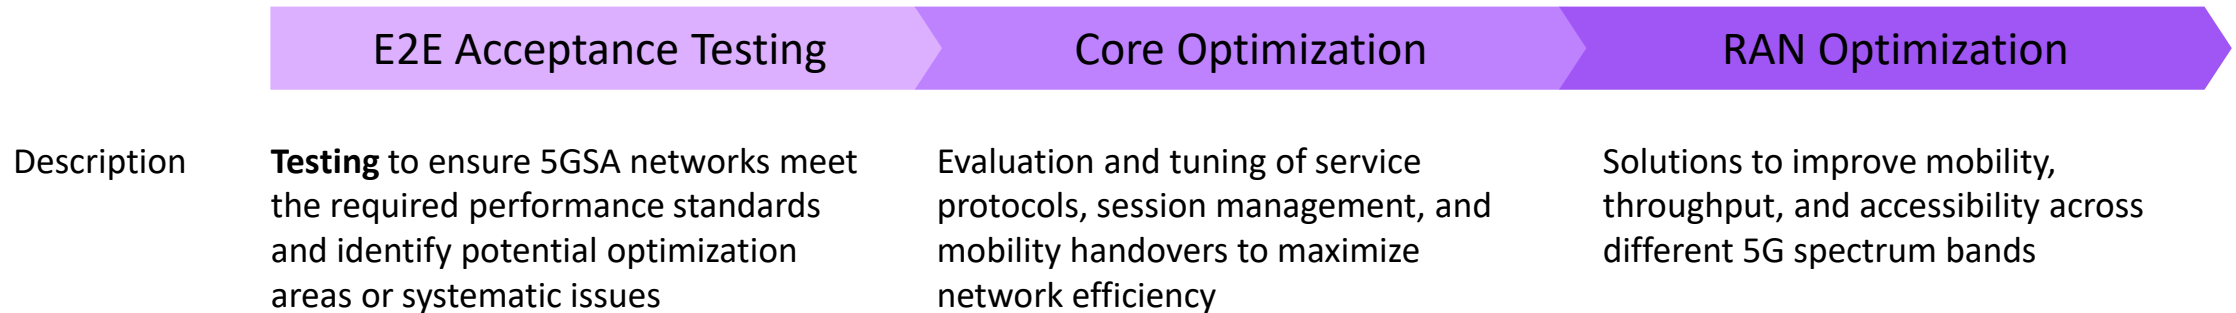 E2E Acceptance Testing
Core Optimization
RAN Optimization
Description
Testing to ensure 5GSA networks meet
the required performance standards
and identify potential optimization
areas or systematic issues
Evaluation and tuning of service
protocols, session management, and
mobility handovers to maximize
network efficiency
Solutions to improve mobility,
throughput, and accessibility across
different 5G spectrum bands